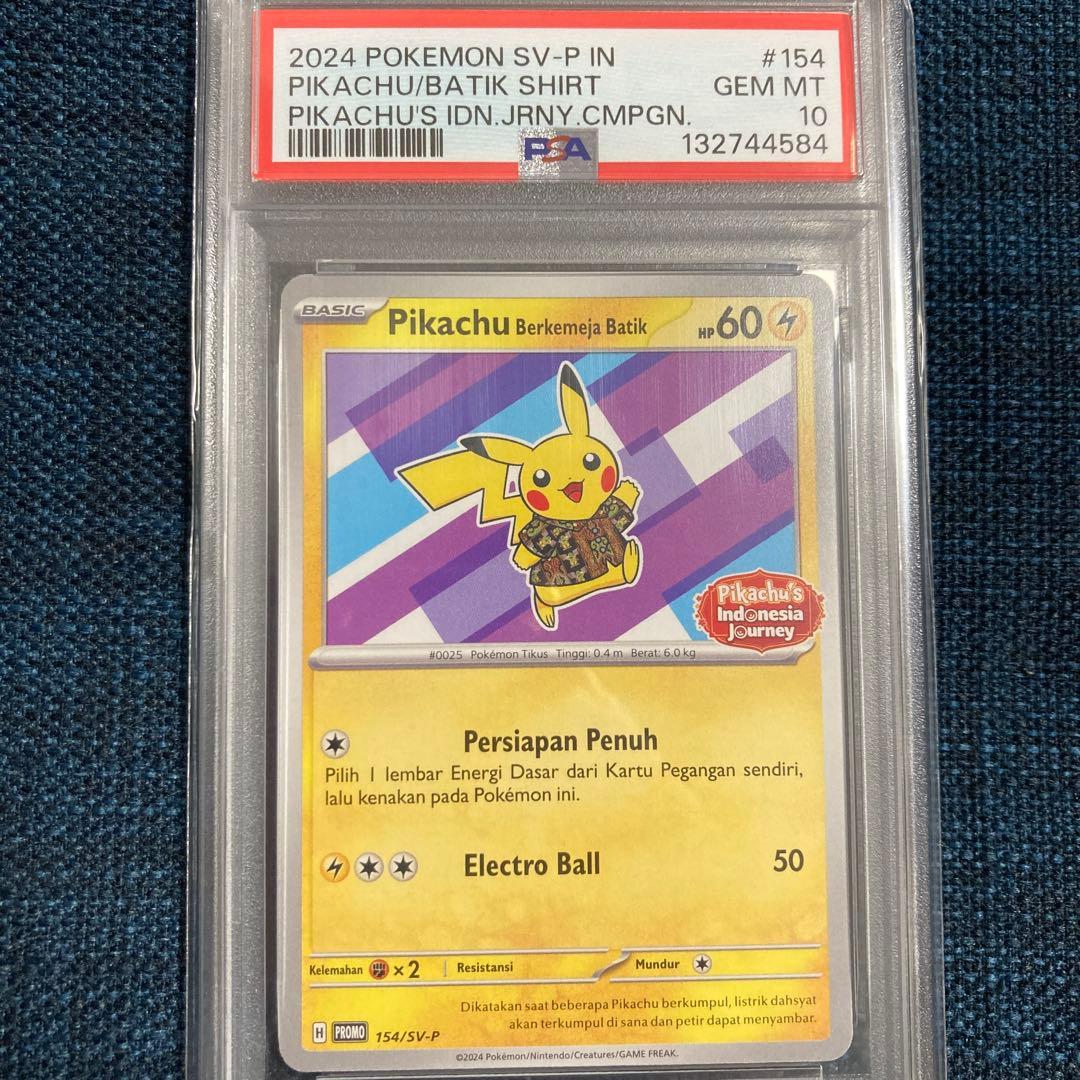 2024 POKEMON SV-P IN #154
PIKACHU/BATIK SHIRT GEM MT
PIKACHU'S IDN.JRNY.CMPGN. 10
PSA 132744584
BASIC Pikachu Berkemeja Batik HP 60
Pikachu's
Indonesia
Journey
#0025 Pokémon Tikus Tinggi: 0.4 m Berat: 6.0 kg
Persiapan Penuh
Pilih 1 lembar Energi Dasar dari Kartu Pegangan sendiri,
lalu kenakan pada Pokémon ini.
Electro Ball 50
Kelemahan ×2 Resistansi Mundur
Dikatakan saat beberapa Pikachu berkumpul, listrik dahsyat
akan terkumpul di sana dan petir dapat menyambar.
H PROMO 154/SV-P
©2024 Pokémon/Nintendo/Creatures/GAME FREAK.